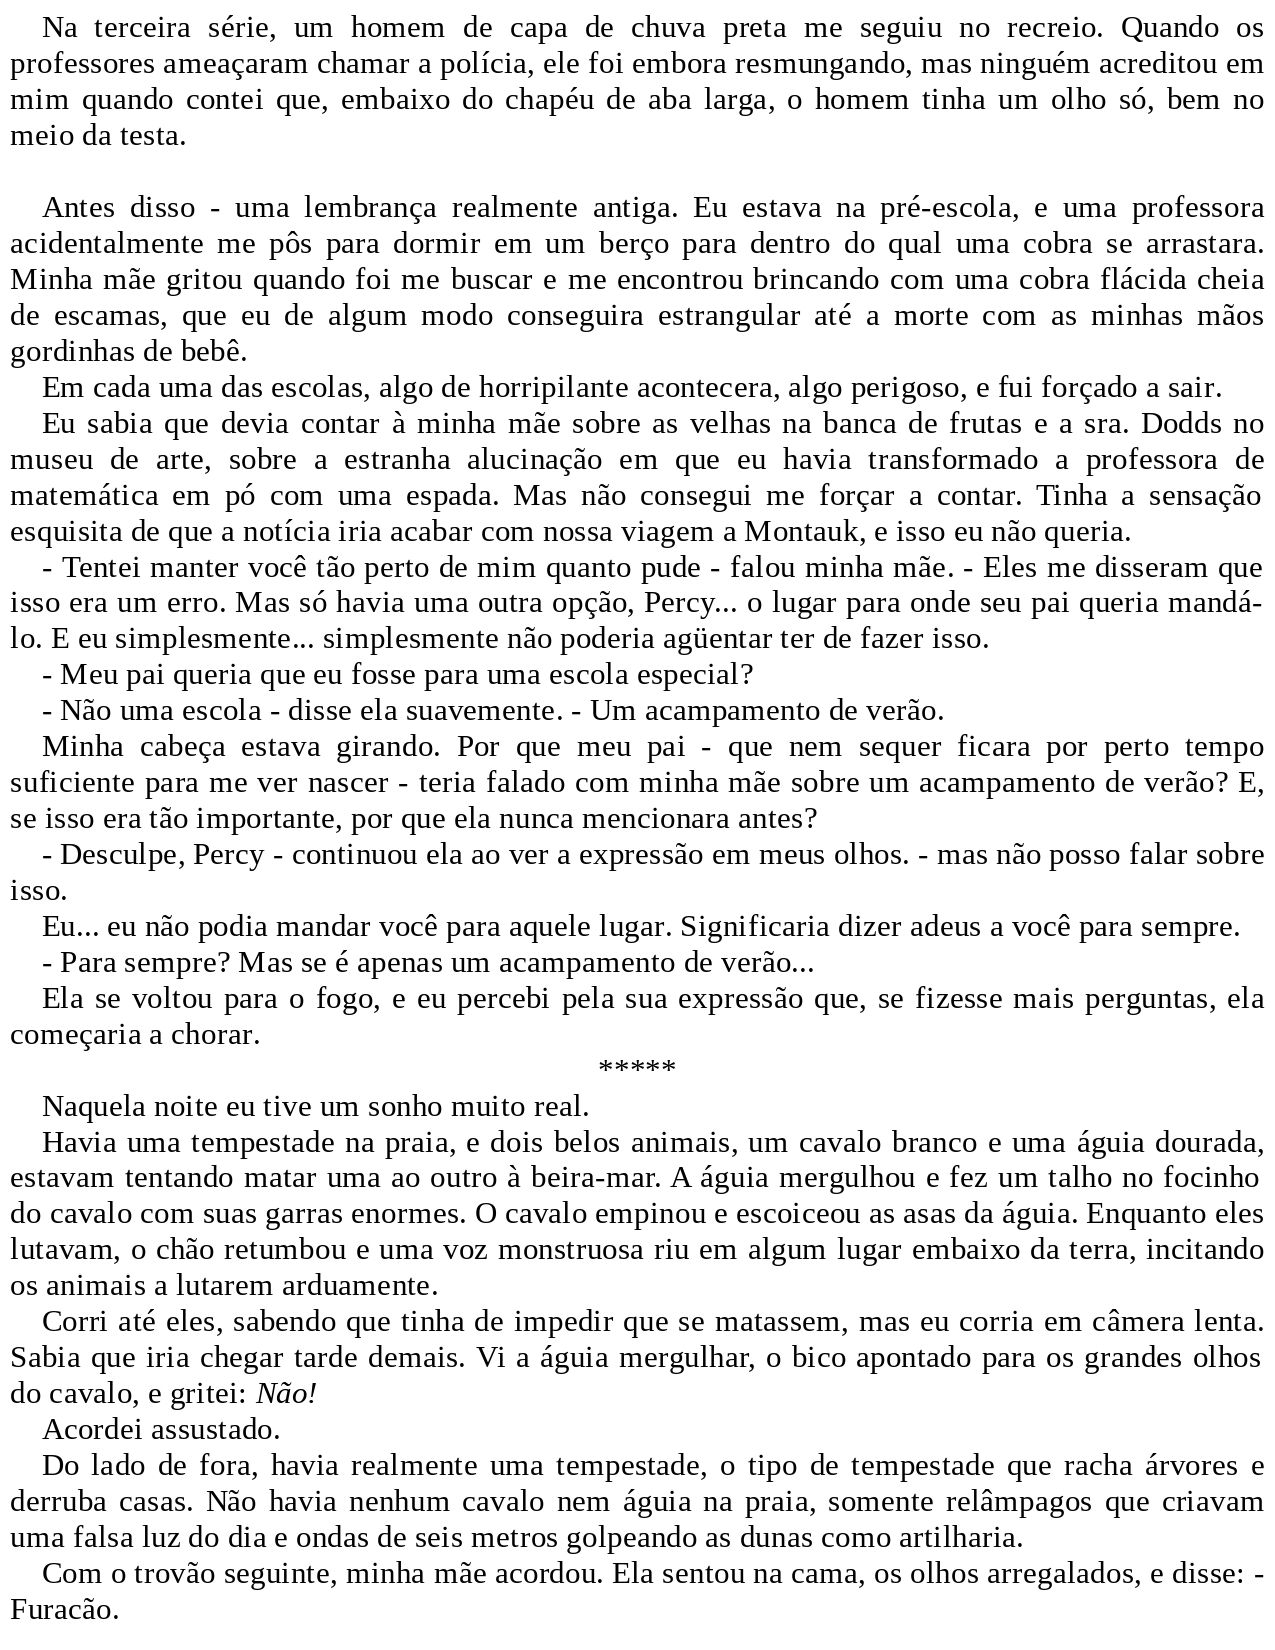 Na terceira série, um homem de capa de chuva preta me seguiu no recreio. Quando os
professores ameaçaram chamar a polícia, ele foi embora resmungando, mas ninguém acreditou em
mim quando contei que, embaixo do chapéu de aba larga, o homem tinha um olho só, bem no
meio da testa.
Antes disso - uma lembrança realmente antiga. Eu estava na pré-escola, e uma professora
acidentalmente me pôs para dormir em um berço para dentro do qual uma cobra se arrastara.
Minha mãe gritou quando foi me buscar e me encontrou brincando com uma cobra flácida cheia
de escamas, que eu de algum modo conseguira estrangular até a morte com as minhas mãos
gordinhas de bebê.
Em cada uma das escolas, algo de horripilante acontecera, algo perigoso, e fui forçado a sair.
Eu sabia que devia contar à minha mãe sobre as velhas na banca de frutas e a sra. Dodds no
museu de arte, sobre a estranha alucinação em que eu havia transformado a professora de
matemática em pó com uma espada. Mas não consegui me forçar a contar. Tinha a sensação
esquisita de que a notícia iria acabar com nossa viagem a Montauk, e isso eu não queria.
- Tentei manter você tão perto de mim quanto pude - falou minha mãe. - Eles me disseram que
isso era um erro. Mas só havia uma outra opção, Percy... o lugar para onde seu pai queria mandá-
lo. E eu simplesmente... simplesmente não poderia agüentar ter de fazer isso.
- Meu pai queria que eu fosse para uma escola especial?
- Não uma escola - disse ela suavemente. - Um acampamento de verão.
Minha cabeça estava girando. Por que meu pai - que nem sequer ficara por perto tempo
suficiente para me ver nascer - teria falado com minha mãe sobre um acampamento de verão? E,
se isso era tão importante, por que ela nunca mencionara antes?
- Desculpe, Percy - continuou ela ao ver a expressão em meus olhos. - mas não posso falar sobre
isso.
Eu... eu não podia mandar você para aquele lugar. Significaria dizer adeus a você para sempre.
- Para sempre? Mas se é apenas um acampamento de verão...
Ela se voltou para o fogo, e eu percebi pela sua expressão que, se fizesse mais perguntas, ela
começaria a chorar.
*****
Naquela noite eu tive um sonho muito real.
Havia uma tempestade na praia, e dois belos animais, um cavalo branco e uma águia dourada,
estavam tentando matar uma ao outro à beira-mar. A águia mergulhou e fez um talho no focinho
do cavalo com suas garras enormes. O cavalo empinou e escoiceou as asas da águia. Enquanto eles
lutavam, o chão retumbou e uma voz monstruosa riu em algum lugar embaixo da terra, incitando
os animais a lutarem arduamente.
Corri até eles, sabendo que tinha de impedir que se matassem, mas eu corria em câmera lenta.
Sabia que iria chegar tarde demais. Vi a águia mergulhar, o bico apontado para os grandes olhos
do cavalo, e gritei: Não!
Acordei assustado.
Do lado de fora, havia realmente uma tempestade, o tipo de tempestade que racha árvores e
derruba casas. Não havia nenhum cavalo nem águia na praia, somente relâmpagos que criavam
uma falsa luz do dia e ondas de seis metros golpeando as dunas como artilharia.
Com o trovão seguinte, minha mãe acordou. Ela sentou na cama, os olhos arregalados, e disse: -
Furacão.